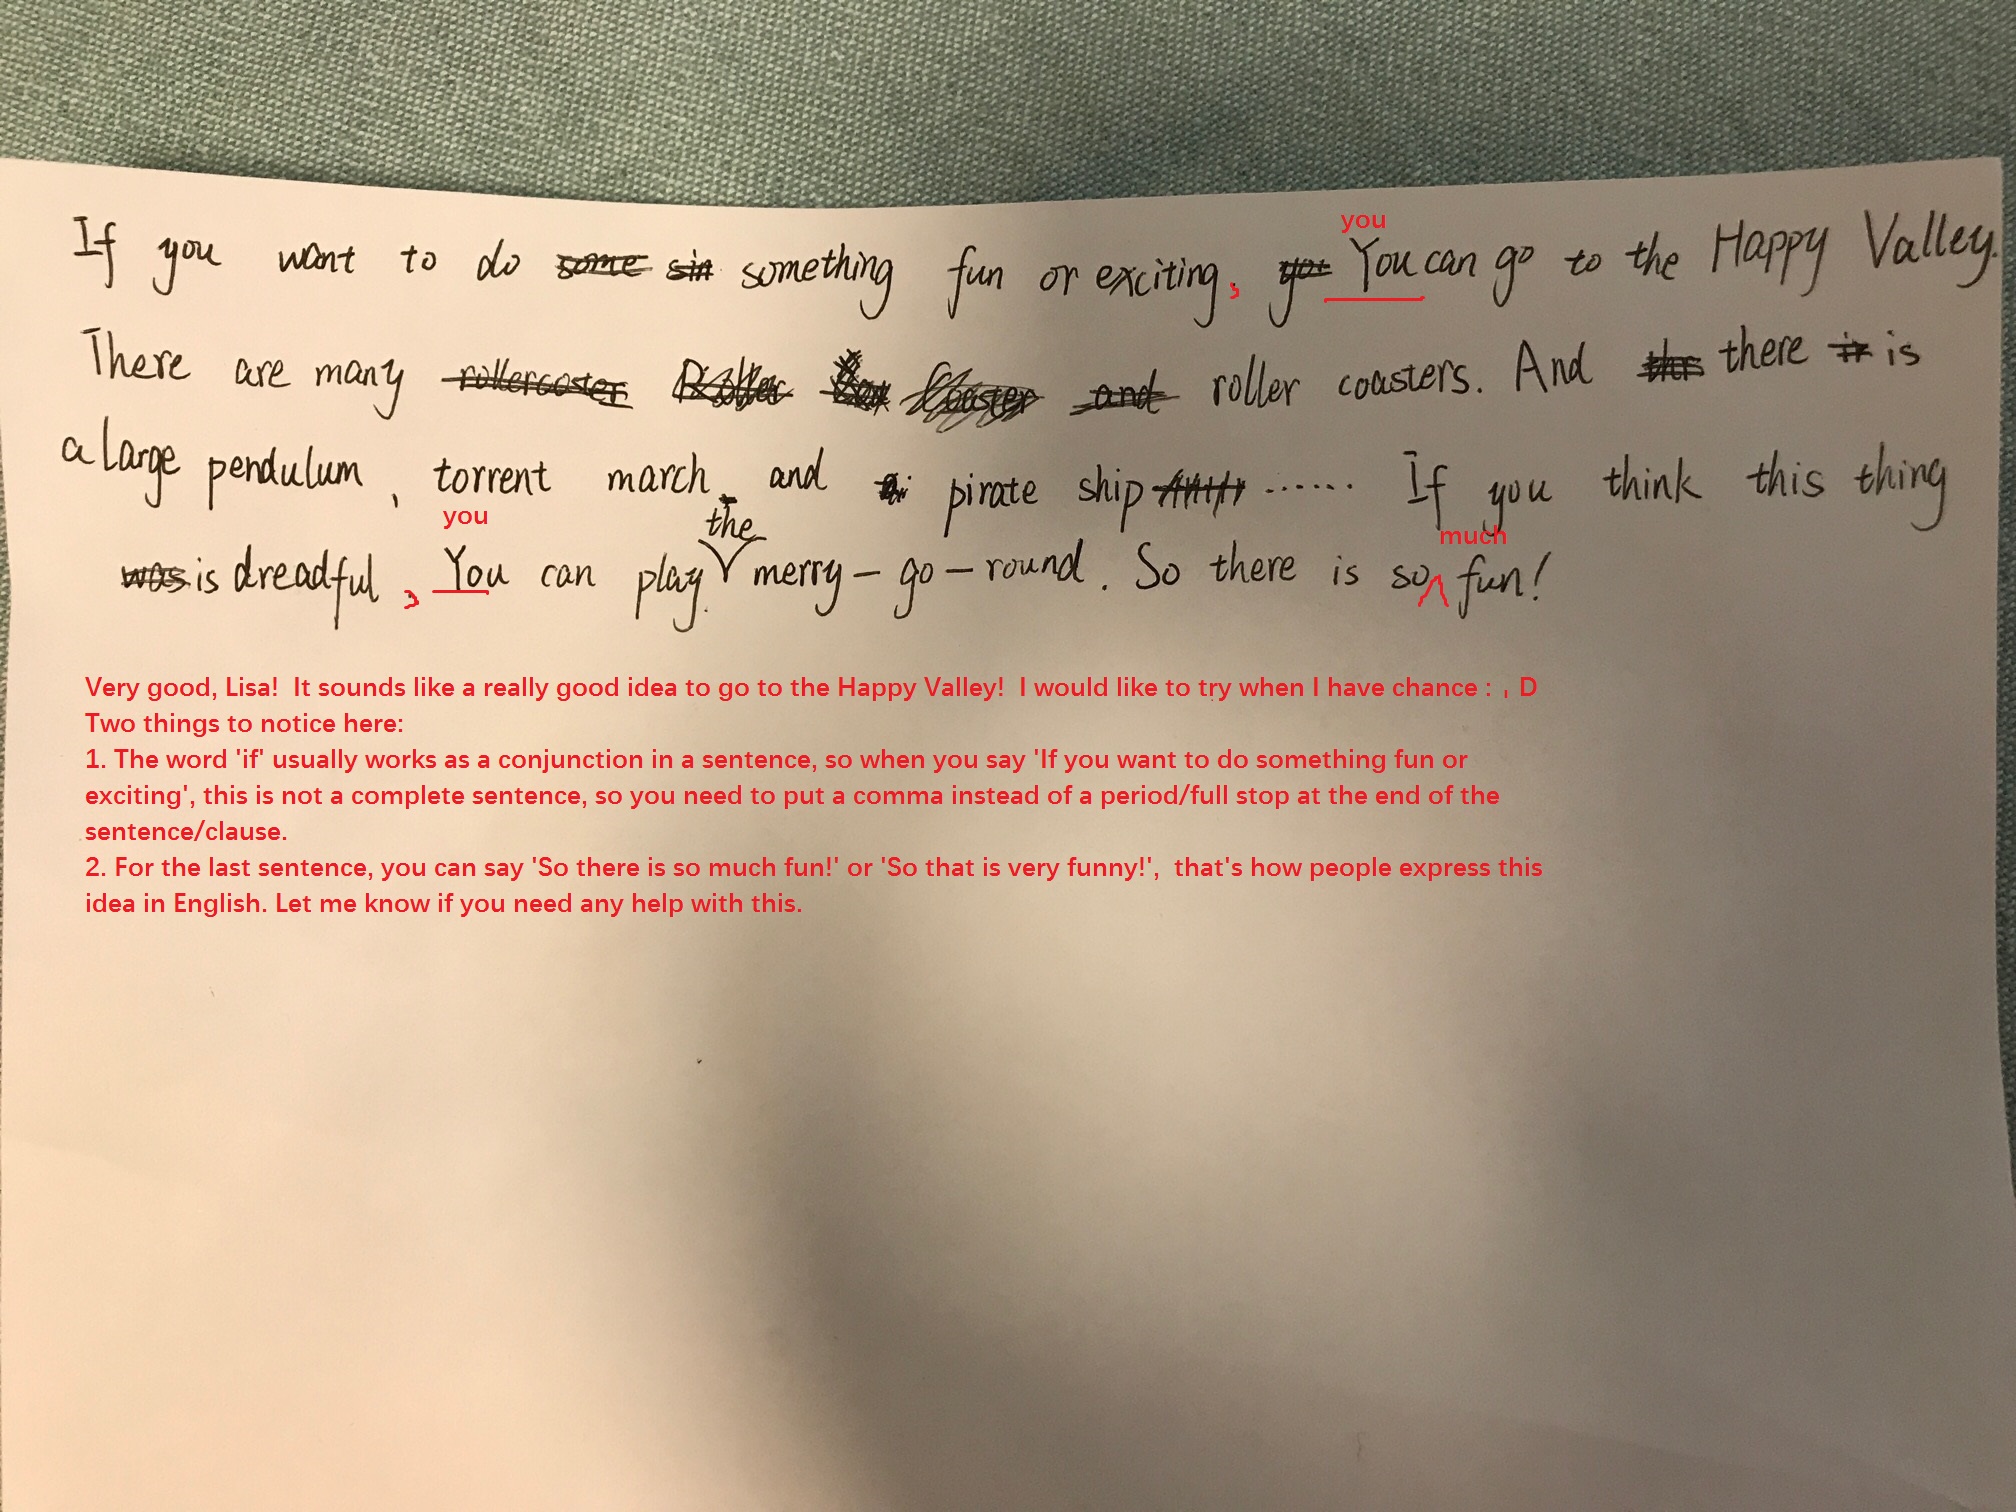 you
If you want to do some sin something fun or exciting, you You can go to the Happy Valley.
There are many rollercoster Roller Coaster and roller coasters. And this there is
a large pendulum, torrent march and pirate ship ...... If you think this thing
you the much
was is dreadful, You can play merry-go-round. So there is so fun!
Very good, Lisa! It sounds like a really good idea to go to the Happy Valley! I would like to try when I have chance : , D
Two things to notice here:
1. The word 'if' usually works as a conjunction in a sentence, so when you say 'If you want to do something fun or
exciting', this is not a complete sentence, so you need to put a comma instead of a period/full stop at the end of the
sentence/clause.
2. For the last sentence, you can say 'So there is so much fun!' or 'So that is very funny!', that's how people express this
idea in English. Let me know if you need any help with this.